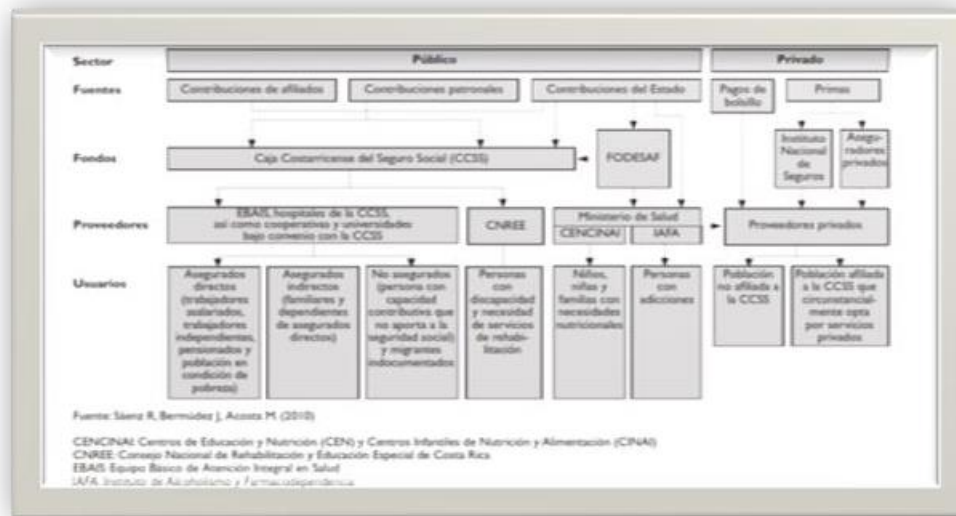 Sector
Público
Privado
Fuentes
Contribuciones de afiliados
Contribuciones patronales
Contribuciones del Estado
Pagos de
bolsillo
Primas
Fondos
Caja Costarricense del Seguro Social (CCSS)
FODESAF
Instituto
Nacional
de
Seguros
Asegu-
radores
privados
Proveedores
EBAIS, hospitales de la CCSS,
así como cooperativas y universidades
bajo convenio con la CCSS
CNREE
Ministerio de Salud
CENCINAI
IAFA
Proveedores privados
Usuarios
Asegurados
directos
(trabajadores
asalariados,
trabajadores
independientes,
pensionados y
población en
condición de
pobreza)
Asegurados
indirectos
(familiares y
dependientes
de asegurados
directos)
No asegurados
(persona con
capacidad
contributiva que
no aporta a la
seguridad social)
y migrantes
indocumentados
Personas
con
discapacidad
y necesidad
de servicios
de rehabi-
litación
Niños,
niñas y
familias con
necesidades
nutricionales
Personas
con
adicciones
Población
no afiliada a
la CCSS
Población afiliada
a la CCSS que
circunstancial-
mente opta
por servicios
privados
Fuente: Sáenz R, Bermúdez J, Acosta M. (2010)
CENCINAI: Centros de Educación y Nutrición (CEN) y Centros Infantiles de Nutrición y Alimentación (CINAI)
CNREE: Consejo Nacional de Rehabilitación y Educación Especial de Costa Rica
EBAIS: Equipo Básico de Atención Integral en Salud
IAFA: Instituto de Alcoholismo y Farmacodependencia